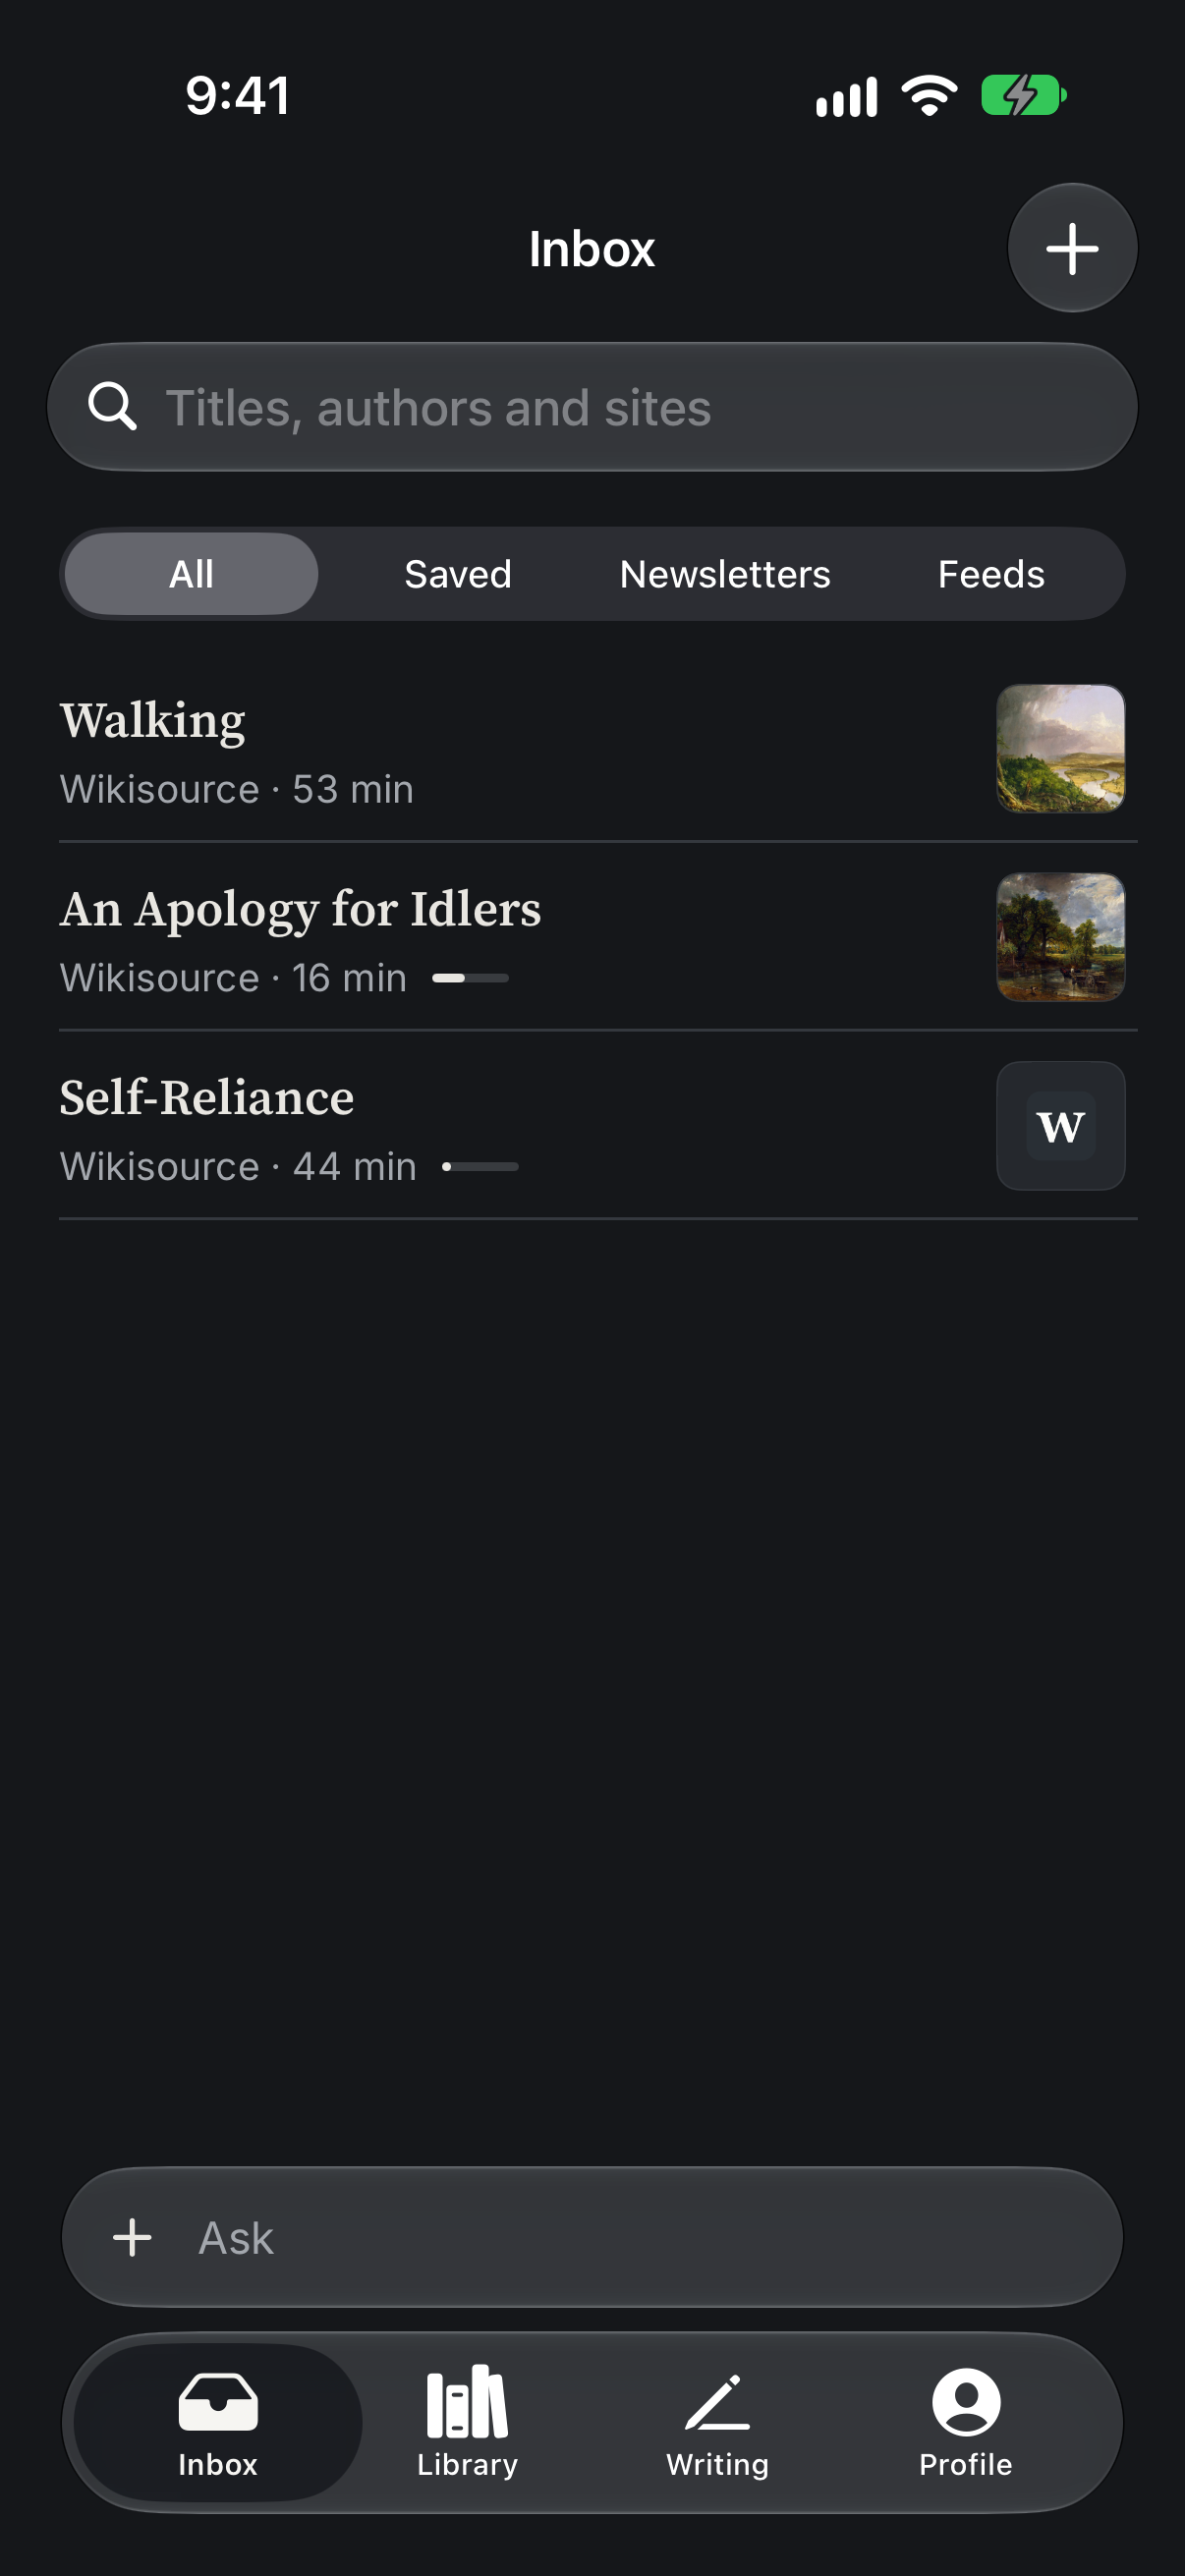 9:41
Inbox
Titles, authors and sites
All Saved Newsletters Feeds
Walking
Wikisource · 53 min
An Apology for Idlers
Wikisource · 16 min
Self-Reliance
Wikisource · 44 min
W
Ask
Inbox Library Writing Profile